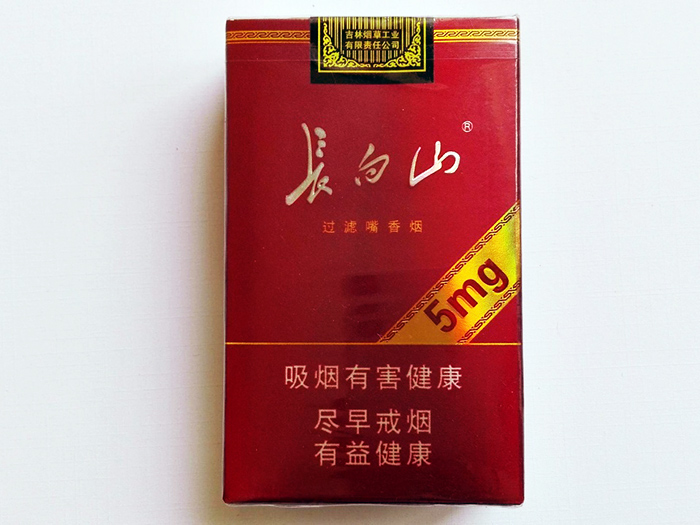 吉林烟草工业
有限责任公司
長白山®
过滤嘴香烟
5mg
吸烟有害健康
尽早戒烟
有益健康